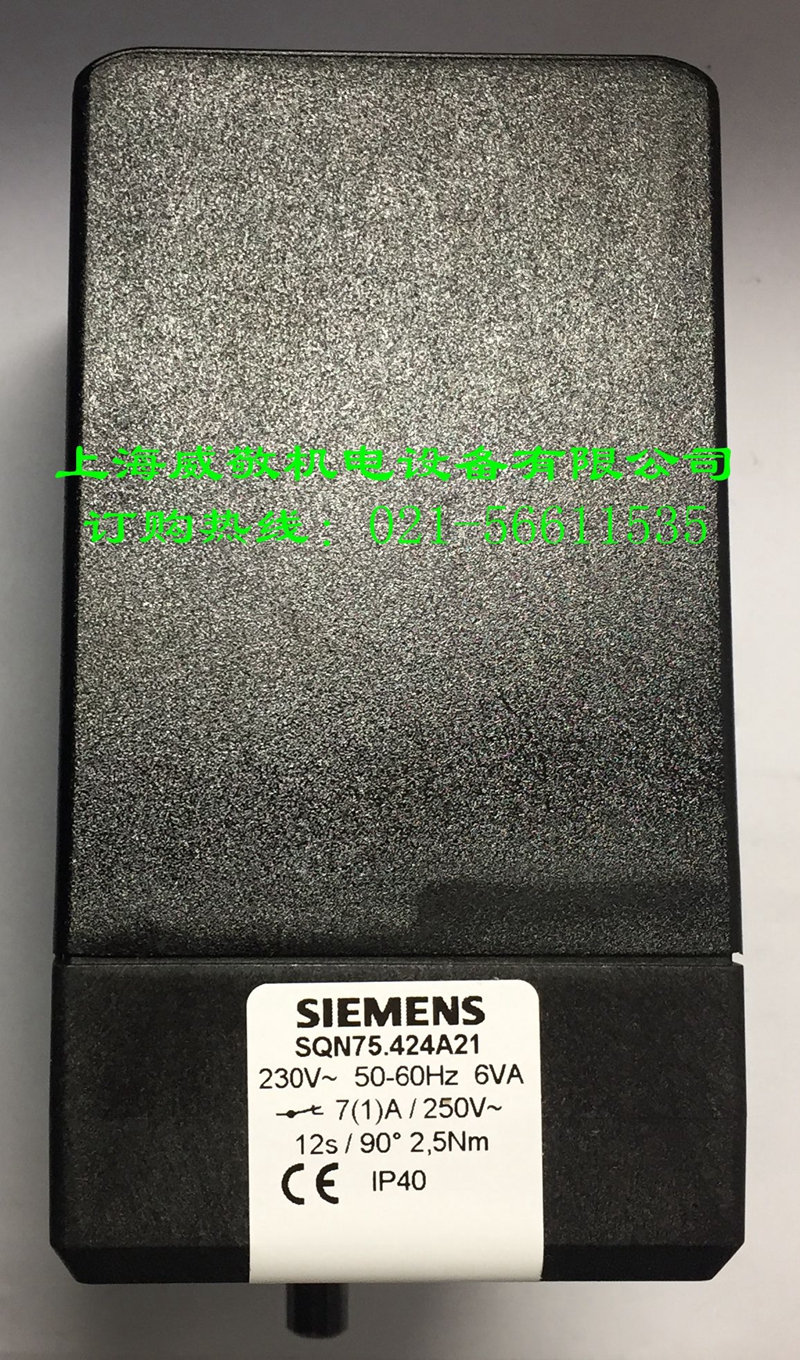 上海威敬机电设备有限公司
订购热线：021-56611535
SIEMENS
SQN75.424A21
230V~ 50-60Hz 6VA
7(1)A / 250V~
12s / 90° 2,5Nm
CE IP40